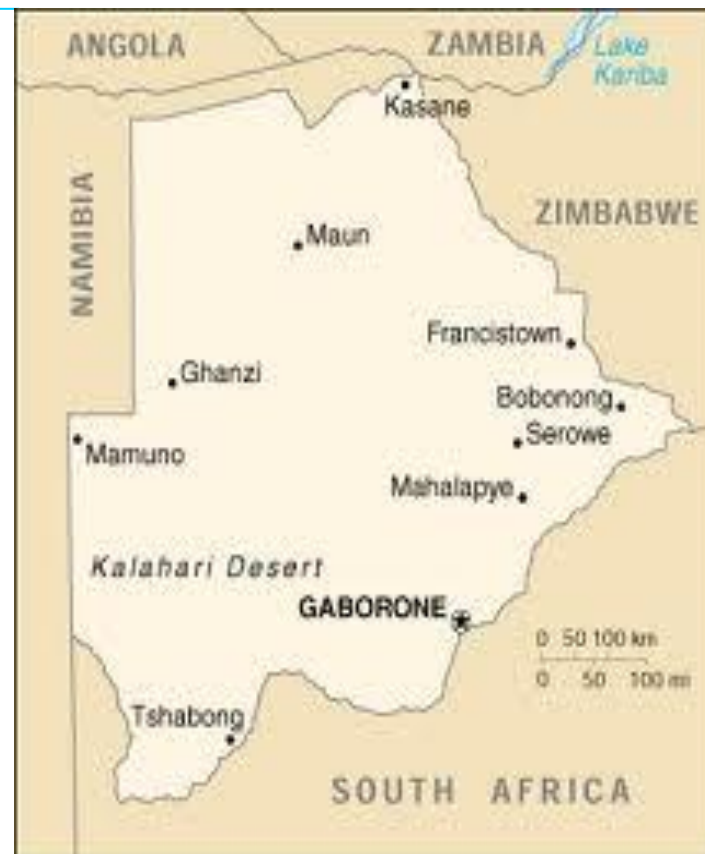 ANGOLA
ZAMBIA
Lake
Kariba
Kasane
NAMIBIA
ZIMBABWE
Maun
Francistown
Ghanzi
Bobonong
Serowe
Mamuno
Mahalapye
Kalahari Desert
GABORONE
0 50 100 km
0 50 100 mi
Tshabong
SOUTH AFRICA